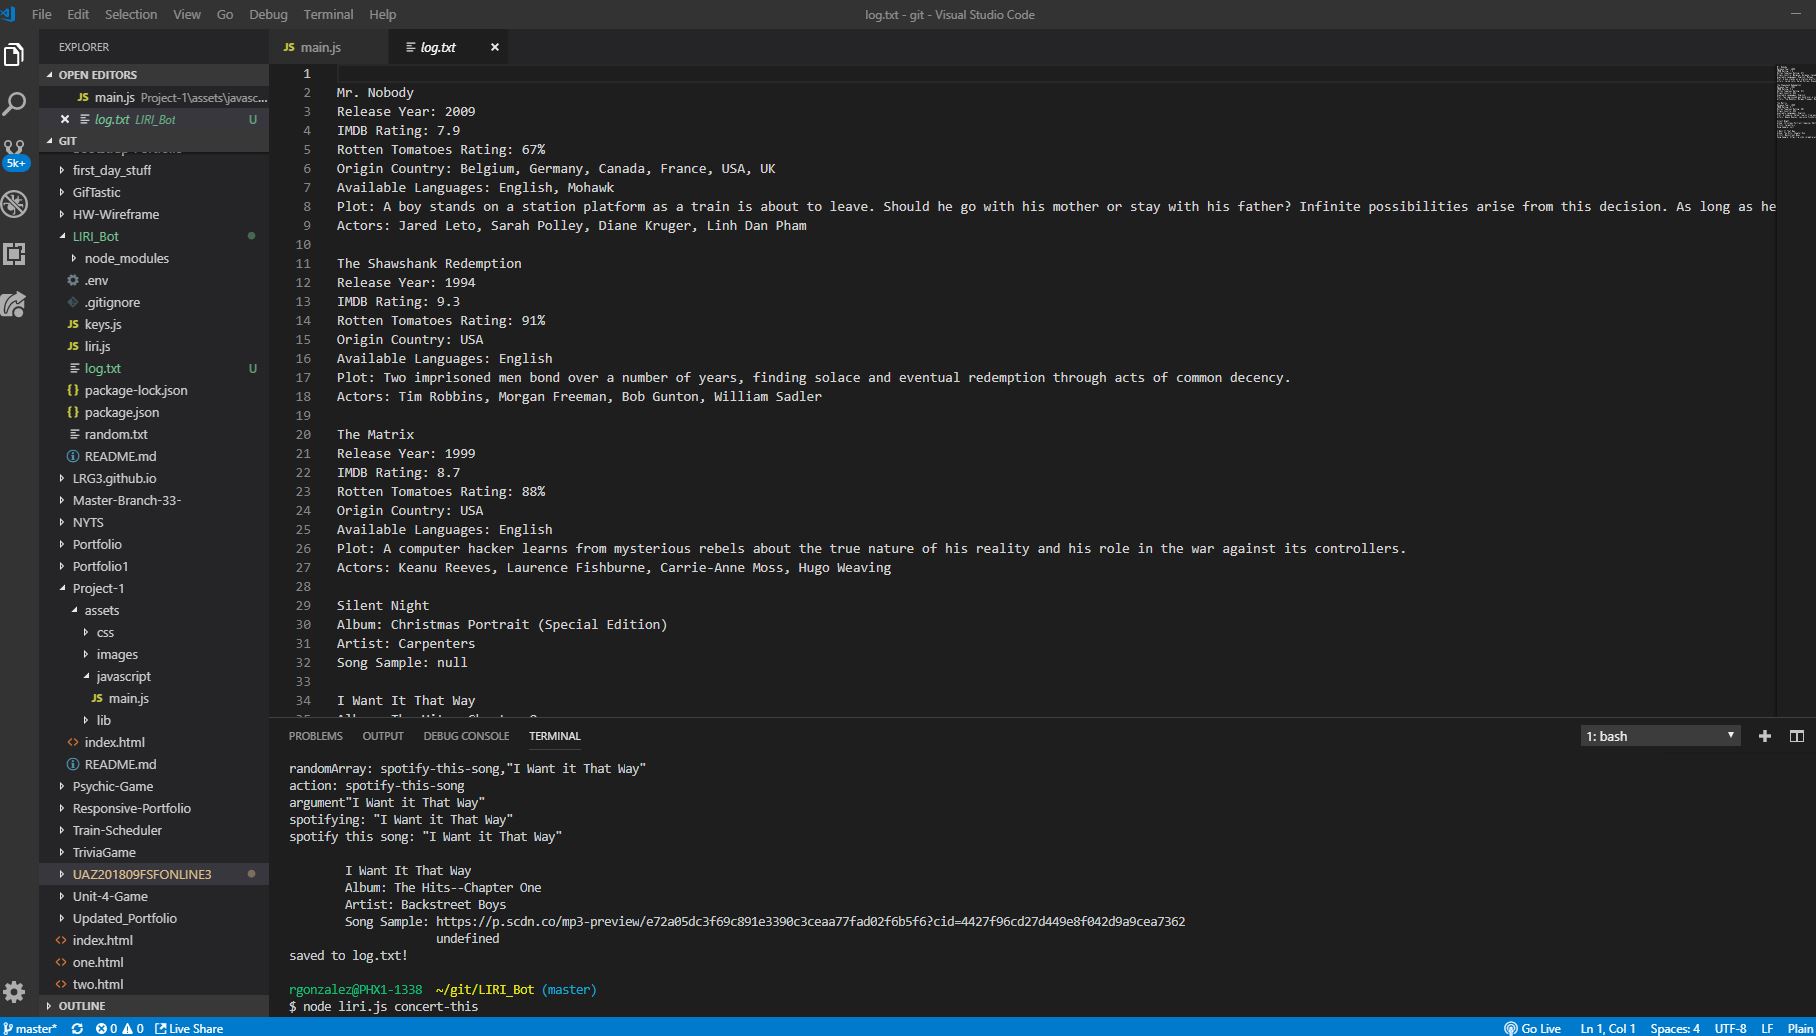 File Edit Selection View Go Debug Terminal Help
log.txt - git - Visual Studio Code
5k+
EXPLORER
OPEN EDITORS
JS main.js Project-1\assets\javasc...
log.txt LIRI_Bot U
GIT
first_day_stuff
GifTastic
HW-Wireframe
LIRI_Bot
node_modules
.env
.gitignore
JS keys.js
JS liri.js
log.txt U
{} package-lock.json
{} package.json
random.txt
README.md
LRG3.github.io
Master-Branch-33-
NYTS
Portfolio
Portfolio1
Project-1
assets
css
images
javascript
JS main.js
lib
index.html
README.md
Psychic-Game
Responsive-Portfolio
Train-Scheduler
TriviaGame
UAZ201809FSFONLINE3
Unit-4-Game
Updated_Portfolio
index.html
one.html
two.html
OUTLINE
JS main.js log.txt
1
2 Mr. Nobody
3 Release Year: 2009
4 IMDB Rating: 7.9
5 Rotten Tomatoes Rating: 67%
6 Origin Country: Belgium, Germany, Canada, France, USA, UK
7 Available Languages: English, Mohawk
8 Plot: A boy stands on a station platform as a train is about to leave. Should he go with his mother or stay with his father? Infinite possibilities arise from this decision. As long as he
9 Actors: Jared Leto, Sarah Polley, Diane Kruger, Linh Dan Pham
10
11 The Shawshank Redemption
12 Release Year: 1994
13 IMDB Rating: 9.3
14 Rotten Tomatoes Rating: 91%
15 Origin Country: USA
16 Available Languages: English
17 Plot: Two imprisoned men bond over a number of years, finding solace and eventual redemption through acts of common decency.
18 Actors: Tim Robbins, Morgan Freeman, Bob Gunton, William Sadler
19
20 The Matrix
21 Release Year: 1999
22 IMDB Rating: 8.7
23 Rotten Tomatoes Rating: 88%
24 Origin Country: USA
25 Available Languages: English
26 Plot: A computer hacker learns from mysterious rebels about the true nature of his reality and his role in the war against its controllers.
27 Actors: Keanu Reeves, Laurence Fishburne, Carrie-Anne Moss, Hugo Weaving
28
29 Silent Night
30 Album: Christmas Portrait (Special Edition)
31 Artist: Carpenters
32 Song Sample: null
33
34 I Want It That Way
PROBLEMS OUTPUT DEBUG CONSOLE TERMINAL
1: bash
randomArray: spotify-this-song,"I Want it That Way"
action: spotify-this-song
argument"I Want it That Way"
spotifying: "I Want it That Way"
spotify this song: "I Want it That Way"
I Want It That Way
Album: The Hits--Chapter One
Artist: Backstreet Boys
Song Sample: https://p.scdn.co/mp3-preview/e72a05dc3f69c891e3390c3ceaa77fad02f6b5f6?cid=4427f96cd27d449e8f042d9a9cea7362
undefined
saved to log.txt!
rgonzalez@PHX1-1338 ~/git/LIRI_Bot (master)
$ node liri.js concert-this
master* 0 0 Live Share
Go Live Ln 1, Col 1 Spaces: 4 UTF-8 LF Plain